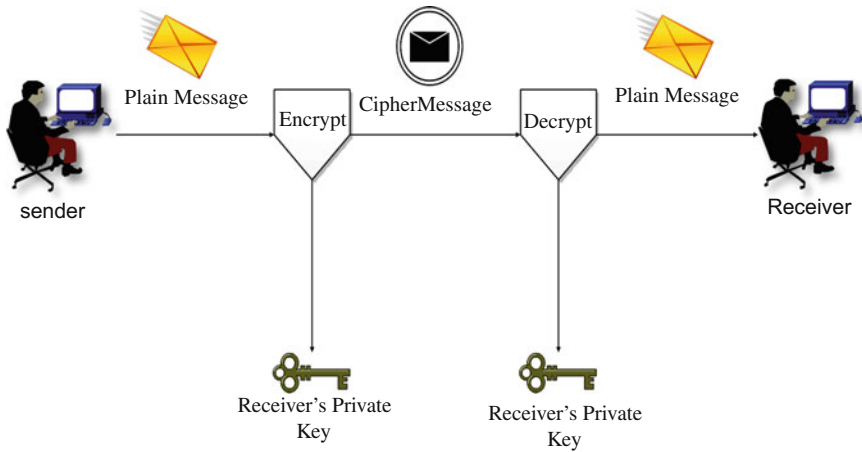 Plain Message
CipherMessage
Plain Message
Encrypt
Decrypt
sender
Receiver
Receiver's Private
Key
Receiver's Private
Key